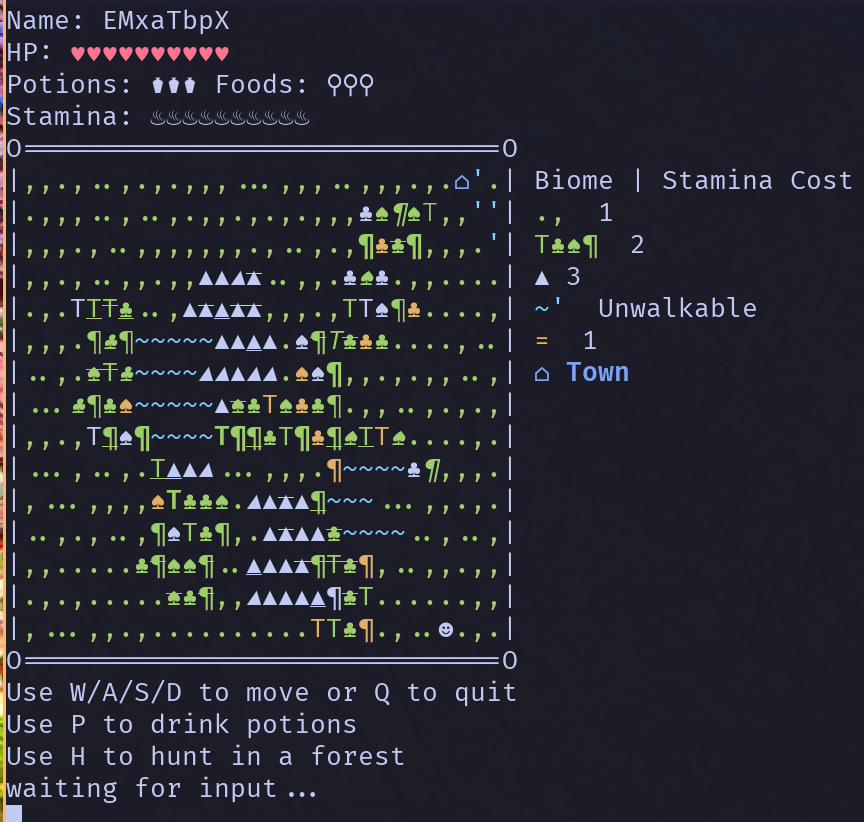 Name: EMxaTbpX
HP: ♥♥♥♥♥♥♥♥♥♥
Potions: Foods:
Stamina: ♨♨♨♨♨♨♨♨♨♨
Biome | Stamina Cost
., 1
T♣♠¶ 2
▲ 3
~' Unwalkable
= 1
⌂ Town
Use W/A/S/D to move or Q to quit
Use P to drink potions
Use H to hunt in a forest
waiting for input...